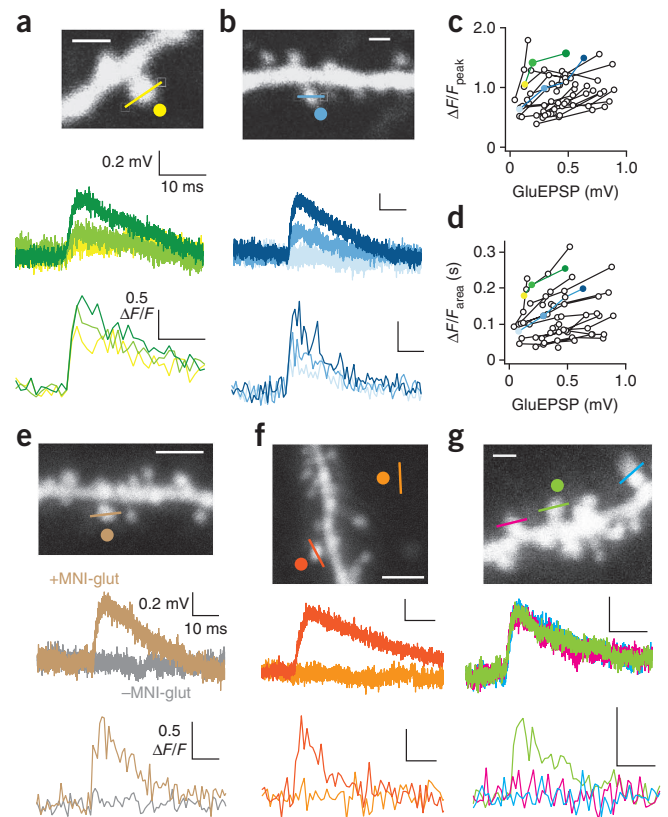 a
0.2 mV
10 ms
0.5
ΔF/F
b
c
ΔF/Fpeak
2.0
1.0
0
0
0.5
1.0
GluEPSP (mV)
d
ΔF/Farea (s)
0.3
0.2
0.1
0
0
0.5
1.0
GluEPSP (mV)
e
+MNI-glut
0.2 mV
10 ms
–MNI-glut
0.5
ΔF/F
f
g